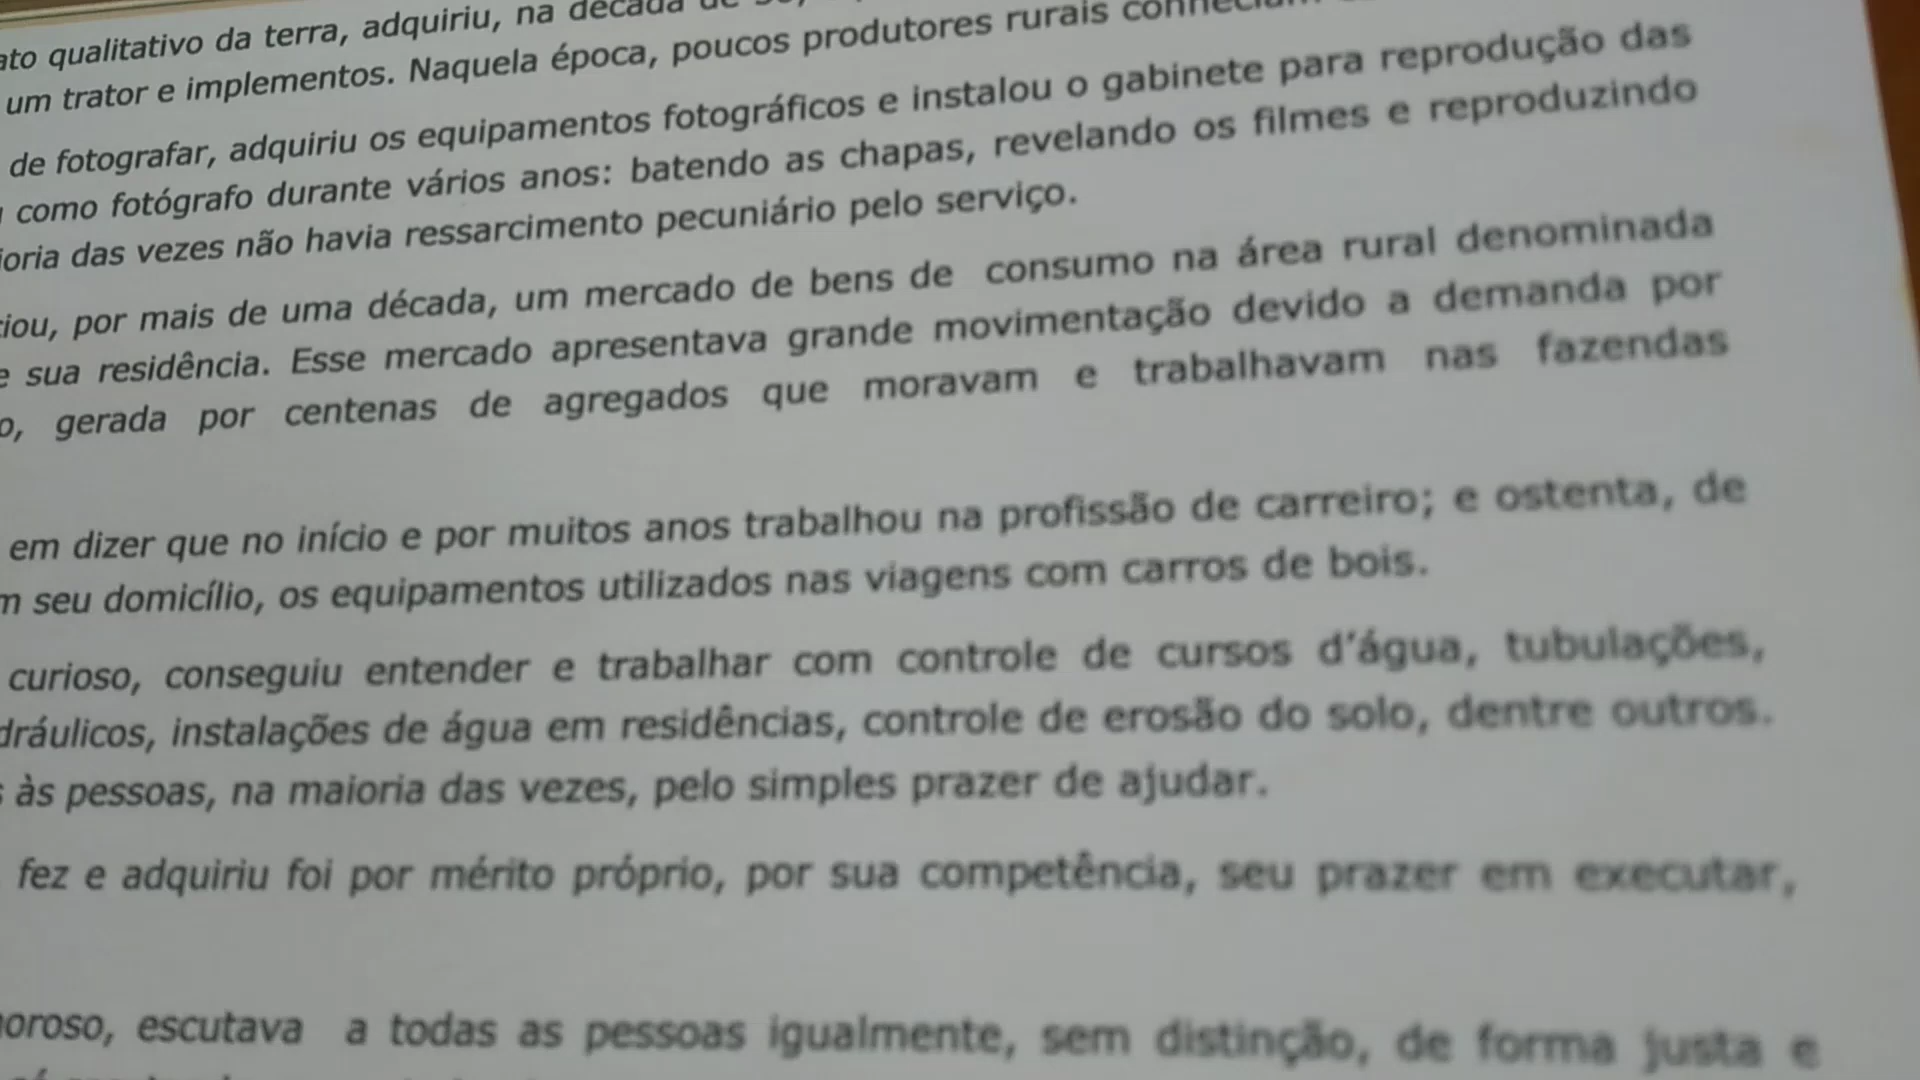 qualitativo da terra, adquiriu, na década
um trator e implementos. Naquela época, poucos produtores rurais
de fotografar, adquiriu os equipamentos fotográficos e instalou o gabinete para reprodução das
como fotógrafo durante vários anos: batendo as chapas, revelando os filmes e reproduzindo
das vezes não havia ressarcimento pecuniário pelo serviço.
por mais de uma década, um mercado de bens de consumo na área rural denominada
sua residência. Esse mercado apresentava grande movimentação devido a demanda por
gerada por centenas de agregados que moravam e trabalhavam nas fazendas
em dizer que no início e por muitos anos trabalhou na profissão de carreiro; e ostenta, de
seu domicílio, os equipamentos utilizados nas viagens com carros de bois.
curioso, conseguiu entender e trabalhar com controle de cursos d'água, tubulações,
dráulicos, instalações de água em residências, controle de erosão do solo, dentre outros.
às pessoas, na maioria das vezes, pelo simples prazer de ajudar.
fez e adquiriu foi por mérito próprio, por sua competência, seu prazer em executar,
oroso, escutava a todas as pessoas igualmente, sem distinção, de forma justa e